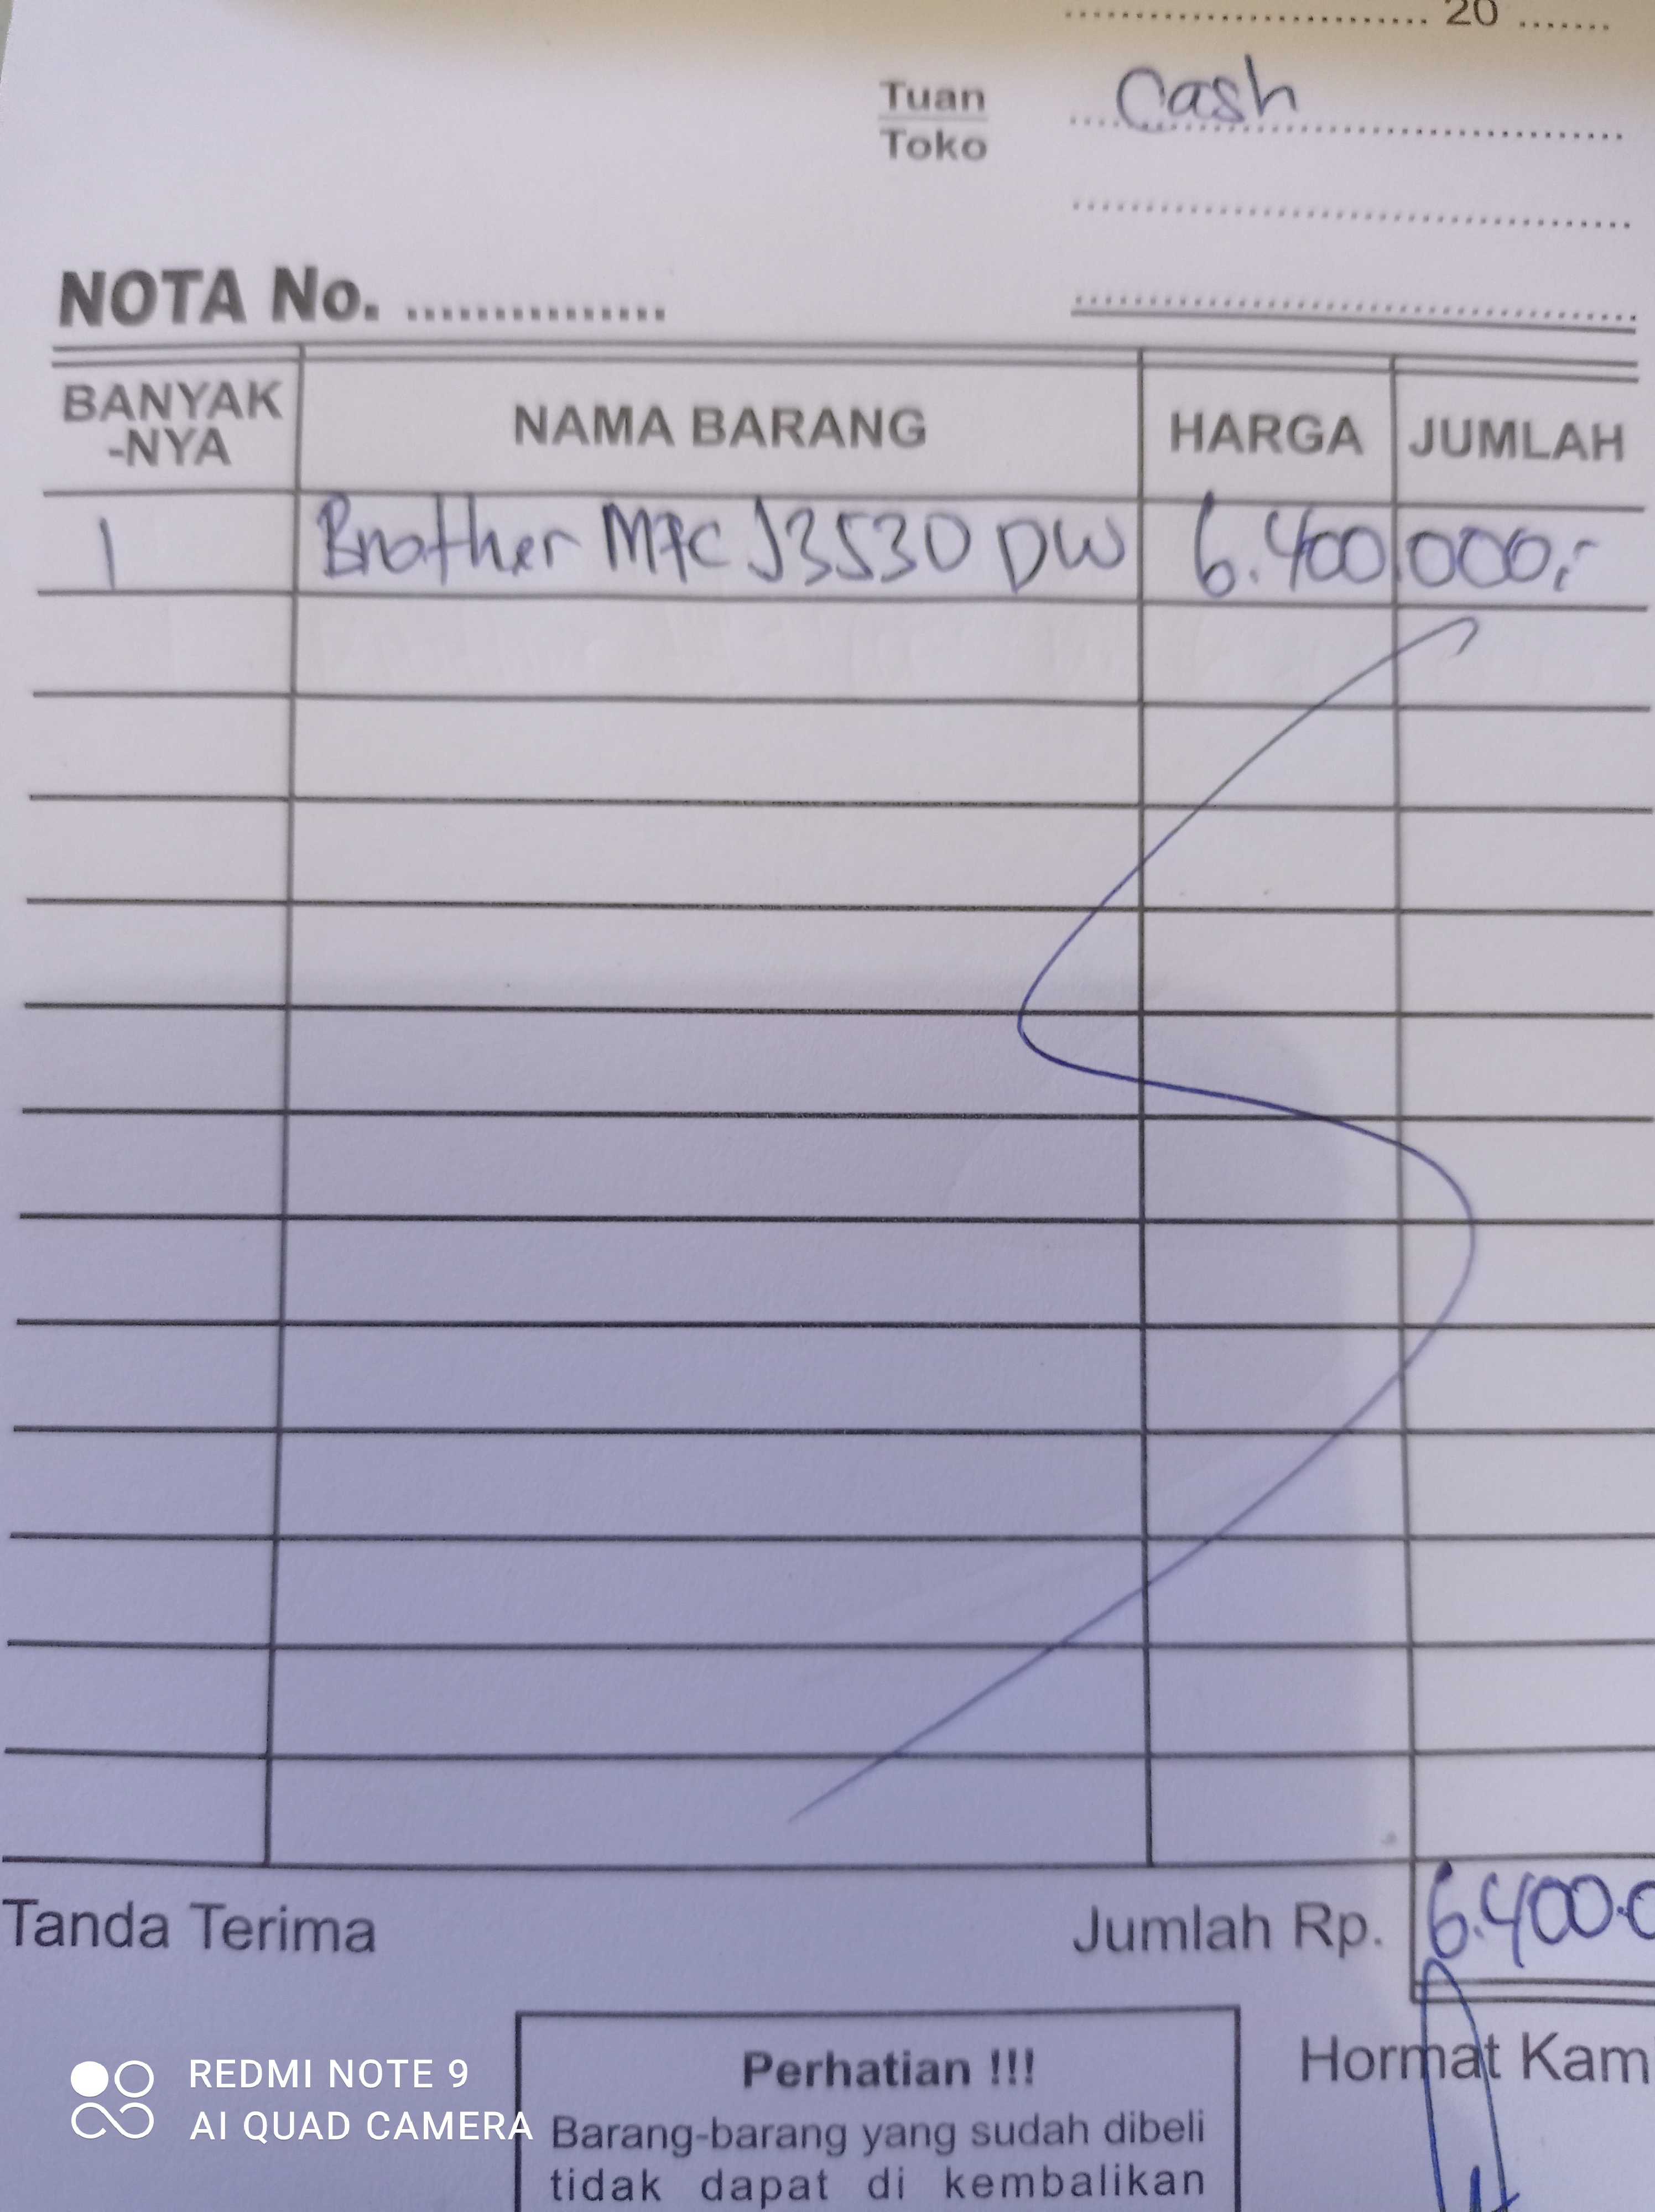 .......................... 20 .......
Tuan Cash
Toko
NOTA No. ...............
BANYAK-NYA NAMA BARANG HARGA JUMLAH
1 Brother MFC J3530 DW 6.400.000,-
Tanda Terima Jumlah Rp. 6.400.0
Hormat Kam
Perhatian !!!
Barang-barang yang sudah dibeli
tidak dapat di kembalikan
REDMI NOTE 9
AI QUAD CAMERA